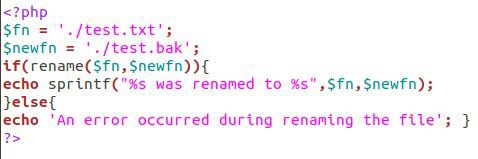 <?php
$fn = './test.txt';
$newfn = './test.bak';
if(rename($fn,$newfn)){
echo sprintf("%s was renamed to %s",$fn,$newfn);
}else{
echo 'An error occurred during renaming the file'; }
?>